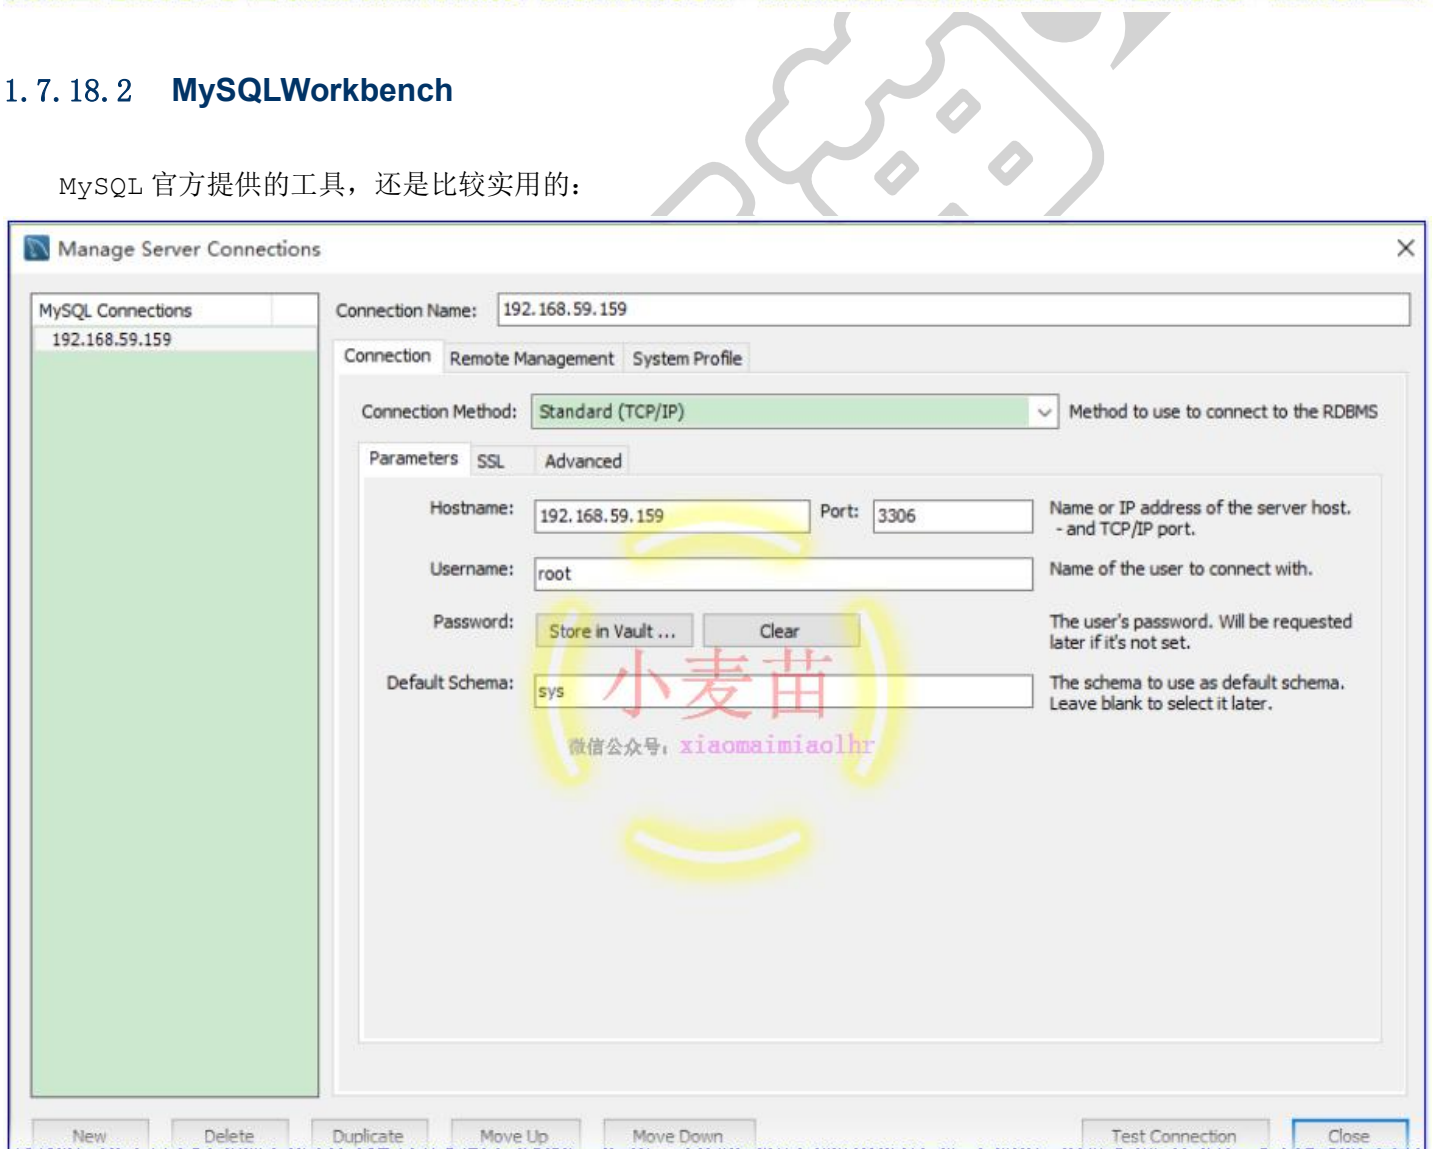 1.7.18.2 MySQLWorkbench
MySQL 官方提供的工具，还是比较实用的：
Manage Server Connections
MySQL Connections
192.168.59.159
Connection Name: 192.168.59.159
Connection Remote Management System Profile
Connection Method: Standard (TCP/IP) Method to use to connect to the RDBMS
Parameters SSL Advanced
Hostname: 192.168.59.159 Port: 3306 Name or IP address of the server host.
- and TCP/IP port.
Username: root Name of the user to connect with.
Password: Store in Vault ... Clear The user's password. Will be requested
later if it's not set.
小麦苗
Default Schema: sys The schema to use as default schema.
Leave blank to select it later.
微信公众号：xiaomaimiaolhr
New Delete Duplicate Move Up Move Down Test Connection Close